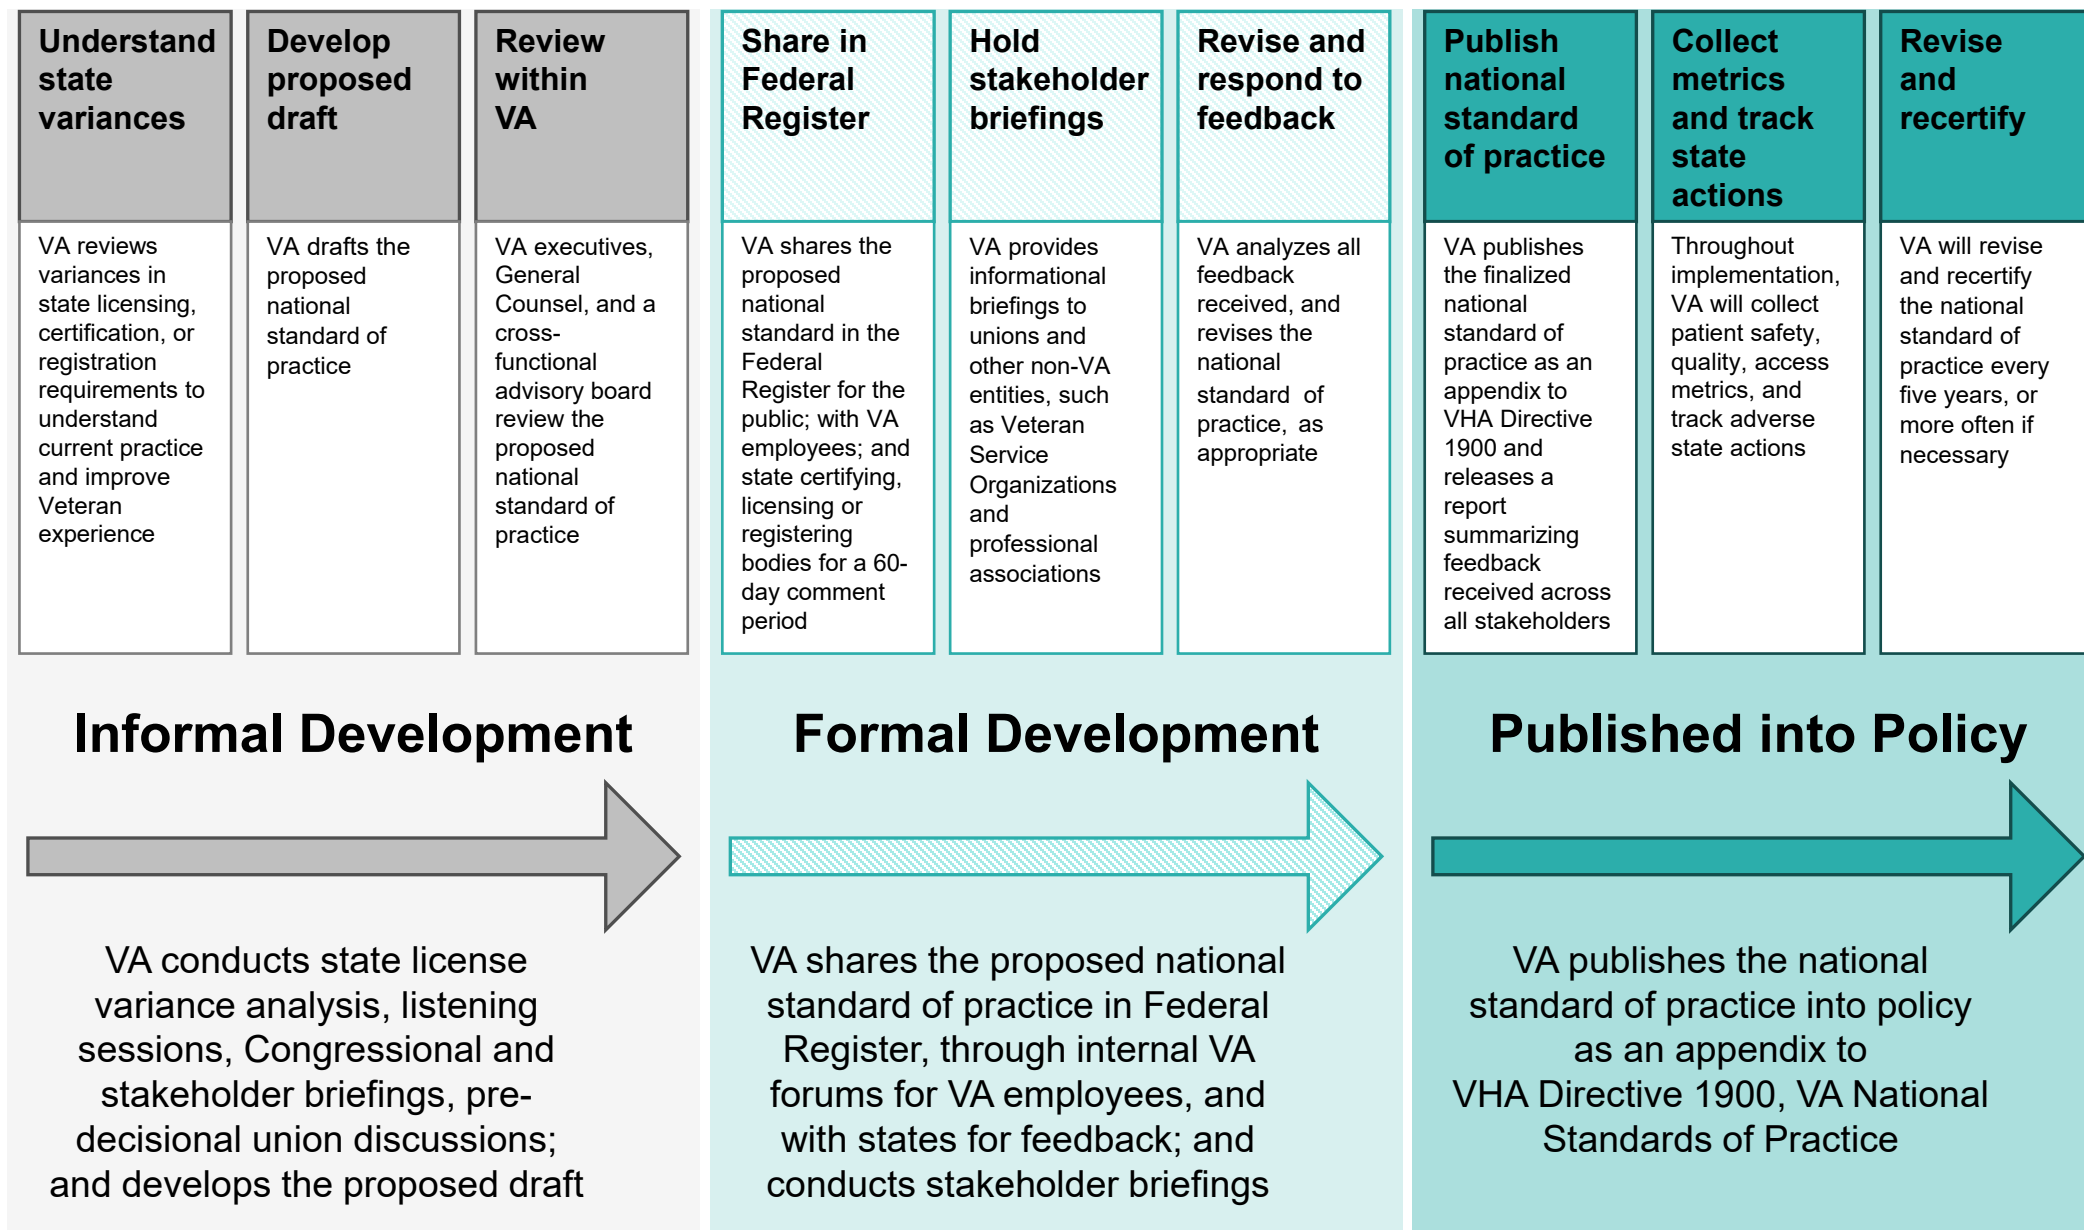 Understand
state
variances
VA reviews
variances in
state licensing,
certification, or
registration
requirements to
understand
current practice
and improve
Veteran
experience
Develop
proposed
draft
VA drafts the
proposed
national
standard of
practice
Review
within
VA
VA executives,
General
Counsel, and a
cross-
functional
advisory board
review the
proposed
national
standard of
practice
Informal Development
VA conducts state license
variance analysis, listening
sessions, Congressional and
stakeholder briefings, pre-
decisional union discussions;
and develops the proposed draft
Share in
Federal
Register
VA shares the
proposed
national
standard in the
Federal
Register for the
public; with VA
employees; and
state certifying,
licensing or
registering
bodies for a 60-
day comment
period
Hold
stakeholder
briefings
VA provides
informational
briefings to
unions and
other non-VA
entities, such
as Veteran
Service
Organizations
and
professional
associations
Revise and
respond to
feedback
VA analyzes all
feedback
received, and
revises the
national
standard of
practice, as
appropriate
Formal Development
VA shares the proposed national
standard of practice in Federal
Register, through internal VA
forums for VA employees, and
with states for feedback; and
conducts stakeholder briefings
Publish
national
standard
of practice
VA publishes
the finalized
national
standard of
practice as an
appendix to
VHA Directive
1900 and
releases a
report
summarizing
feedback
received across
all stakeholders
Collect
metrics
and track
state
actions
Throughout
implementation,
VA will collect
patient safety,
quality, access
metrics, and
track adverse
state actions
Revise
and
recertify
VA will revise
and recertify
the national
standard of
practice every
five years, or
more often if
necessary
Published into Policy
VA publishes the national
standard of practice into policy
as an appendix to
VHA Directive 1900, VA National
Standards of Practice